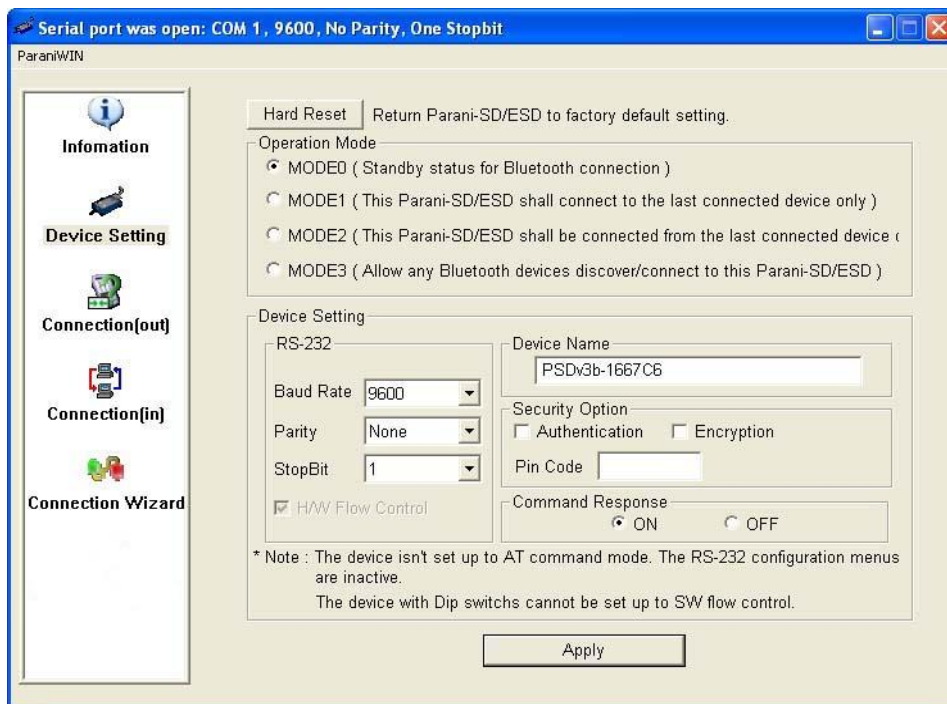 Serial port was open: COM 1, 9600, No Parity, One Stopbit
ParaniWIN
Infomation
Device Setting
Connection(out)
Connection(in)
Connection Wizard
Hard Reset Return Parani-SD/ESD to factory default setting.
Operation Mode
MODE0 ( Standby status for Bluetooth connection )
MODE1 ( This Parani-SD/ESD shall connect to the last connected device only )
MODE2 ( This Parani-SD/ESD shall be connected from the last connected device
MODE3 ( Allow any Bluetooth devices discover/connect to this Parani-SD/ESD )
Device Setting
RS-232
Baud Rate 9600
Parity None
StopBit 1
H/W Flow Control
Device Name
PSDv3b-1667C6
Security Option
Authentication Encryption
Pin Code
Command Response
ON OFF
* Note : The device isn't set up to AT command mode. The RS-232 configuration menus
are inactive.
The device with Dip switchs cannot be set up to SW flow control.
Apply